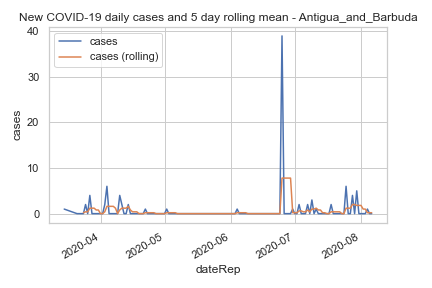 New COVID-19 daily cases and 5 day rolling mean - Antigua_and_Barbuda
cases
cases (rolling)
40
30
20
10
0
cases
2020-04
2020-05
2020-06
2020-07
2020-08
dateRep